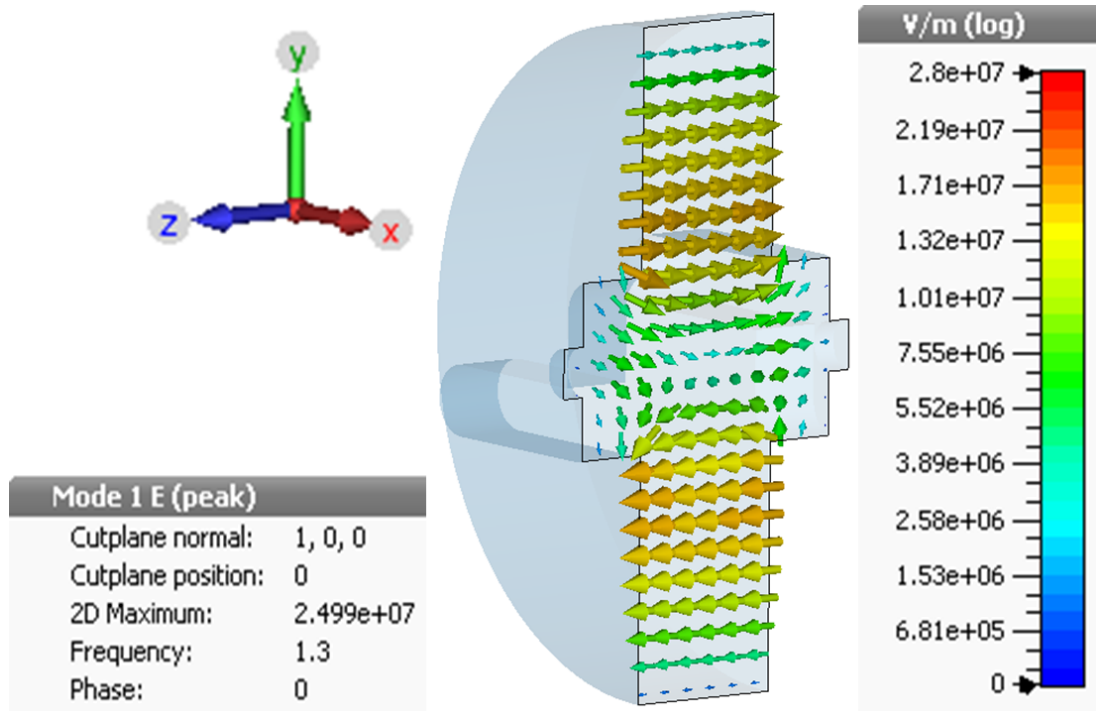 y
z
x
V/m (log)
2.8e+07
2.19e+07
1.71e+07
1.32e+07
1.01e+07
7.55e+06
5.52e+06
3.89e+06
2.58e+06
1.53e+06
6.81e+05
0
Mode 1 E (peak)
Cutplane normal: 1, 0, 0
Cutplane position: 0
2D Maximum: 2.499e+07
Frequency: 1.3
Phase: 0